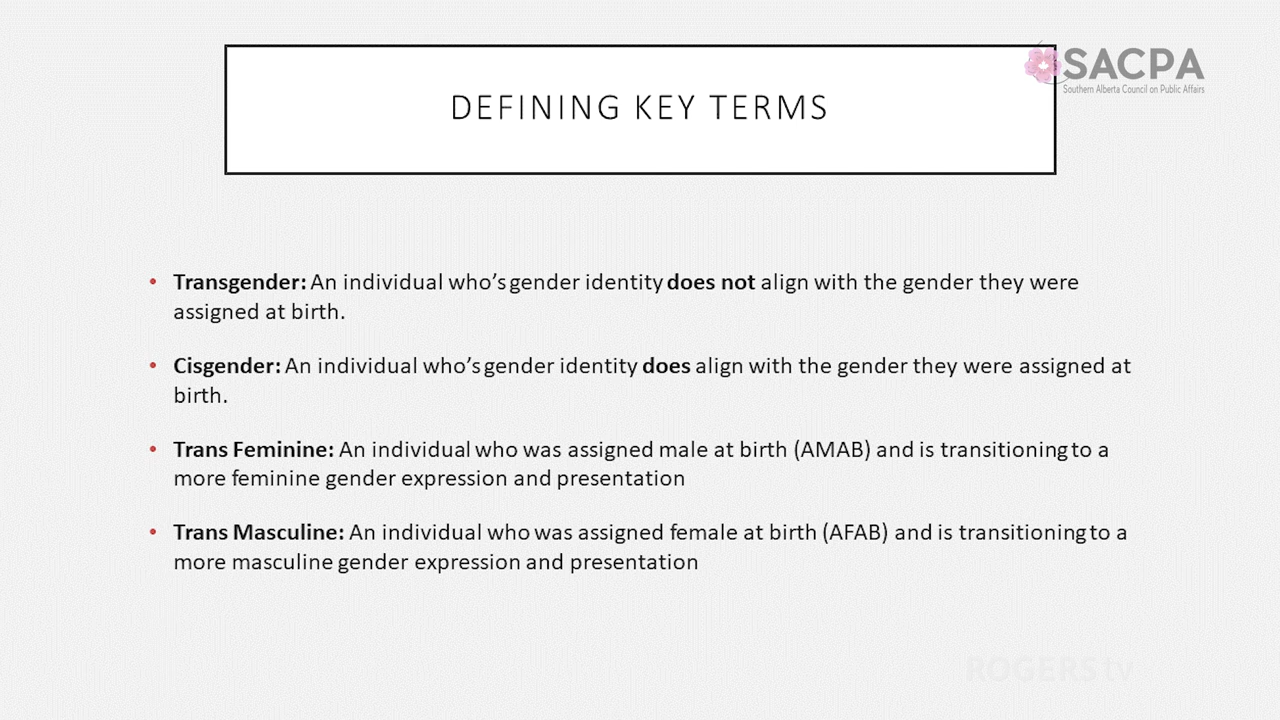 DEFINING KEY TERMS
SACPA
Southern Alberta Council on Public Affairs
• Transgender: An individual who's gender identity does not align with the gender they were
assigned at birth.
• Cisgender: An individual who's gender identity does align with the gender they were assigned at
birth.
• Trans Feminine: An individual who was assigned male at birth (AMAB) and is transitioning to a
more feminine gender expression and presentation
• Trans Masculine: An individual who was assigned female at birth (AFAB) and is transitioning to a
more masculine gender expression and presentation
ROGERS tv